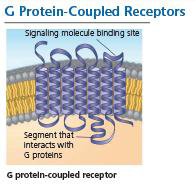 G Protein-Coupled Receptors
Signaling molecule binding site
Segment that
interacts with
G proteins
G protein-coupled receptor